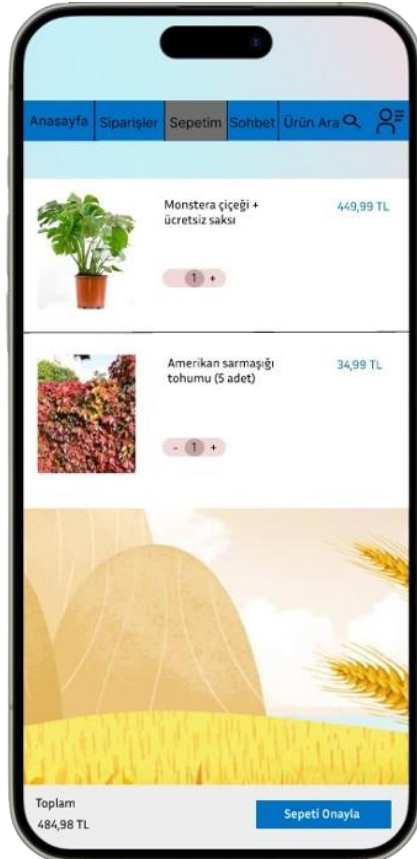 Anasayfa Siparişler Sepetim Sohbet Ürün Ara
Monstera çiçeği + 449,99 TL
ücretsiz saksı
1 +
Amerikan sarmaşığı 34,99 TL
tohumu (5 adet)
- 1 +
Toplam
484,98 TL
Sepeti Onayla